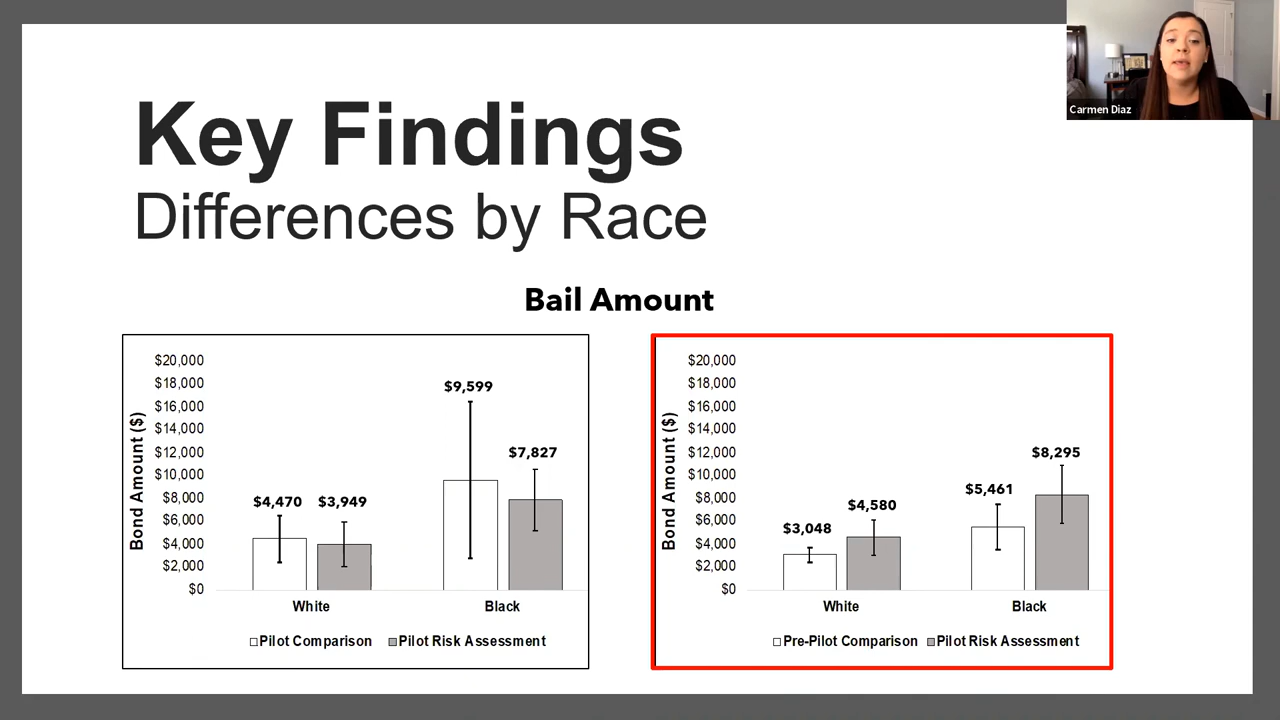 Carmen Diaz
Key Findings
Differences by Race
Bail Amount
Bond Amount ($)
$20,000
$18,000
$16,000
$14,000
$12,000
$10,000
$8,000
$6,000
$4,000
$2,000
$0
$4,470
$3,949
$9,599
$7,827
White
Black
Pilot Comparison
Pilot Risk Assessment
Bond Amount ($)
$20,000
$18,000
$16,000
$14,000
$12,000
$10,000
$8,000
$6,000
$4,000
$2,000
$0
$3,048
$4,580
$5,461
$8,295
White
Black
Pre-Pilot Comparison
Pilot Risk Assessment